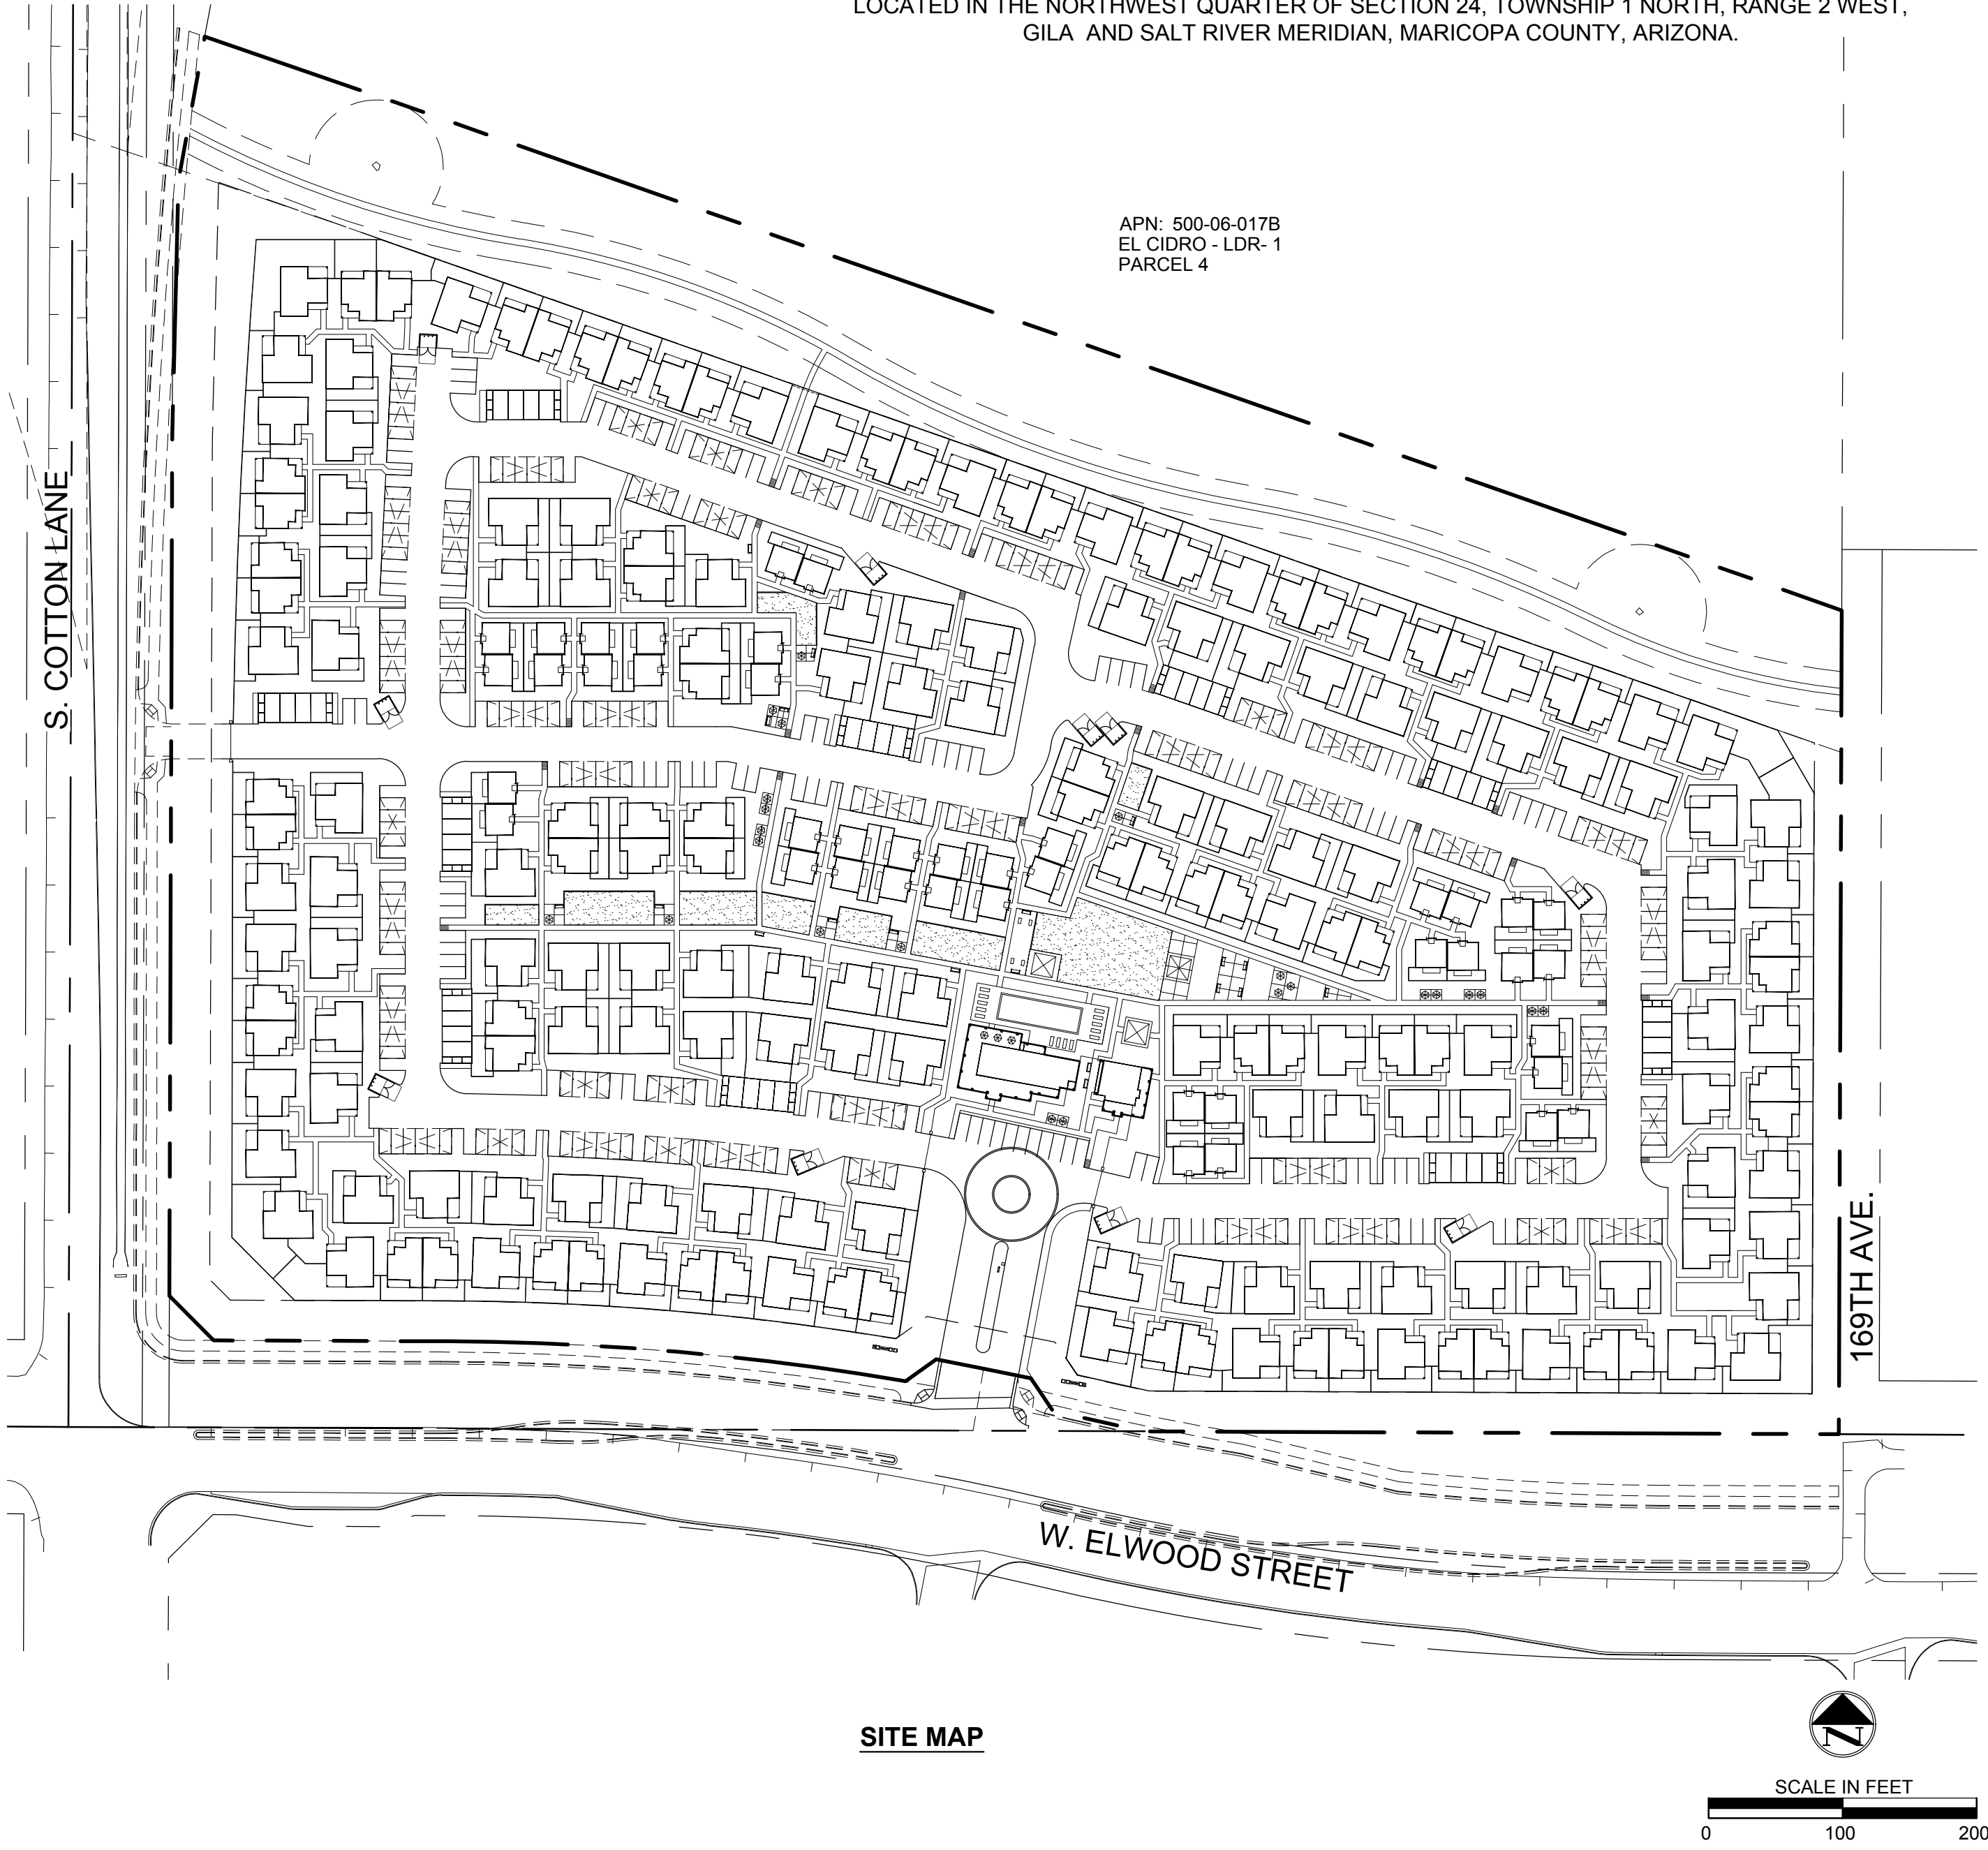 LOCATED IN THE NORTHWEST QUARTER OF SECTION 24, TOWNSHIP 1 NORTH, RANGE 2 WEST,
GILA AND SALT RIVER MERIDIAN, MARICOPA COUNTY, ARIZONA.
APN: 500-06-017B
EL CIDRO - LDR- 1
PARCEL 4
S. COTTON LANE
169TH AVE.
W. ELWOOD STREET
SITE MAP
N
SCALE IN FEET
0 100 200